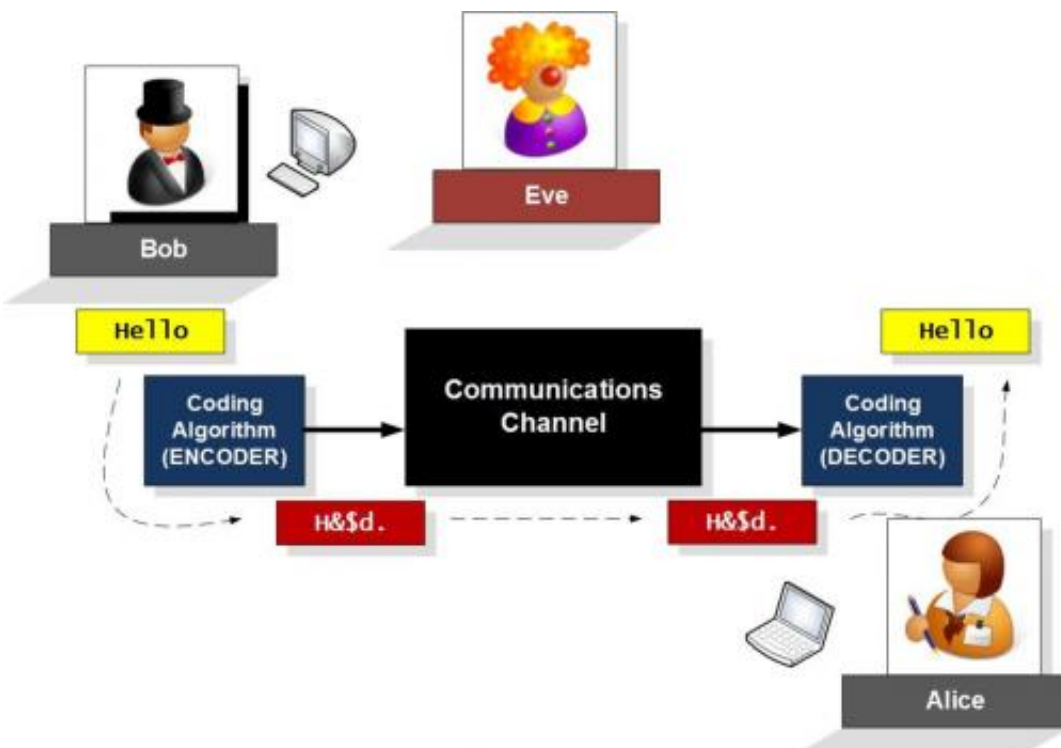 Eve
Bob
Hello
Hello
Coding
Algorithm
(ENCODER)
Communications
Channel
Coding
Algorithm
(DECODER)
H&$d.
H&$d.
Alice